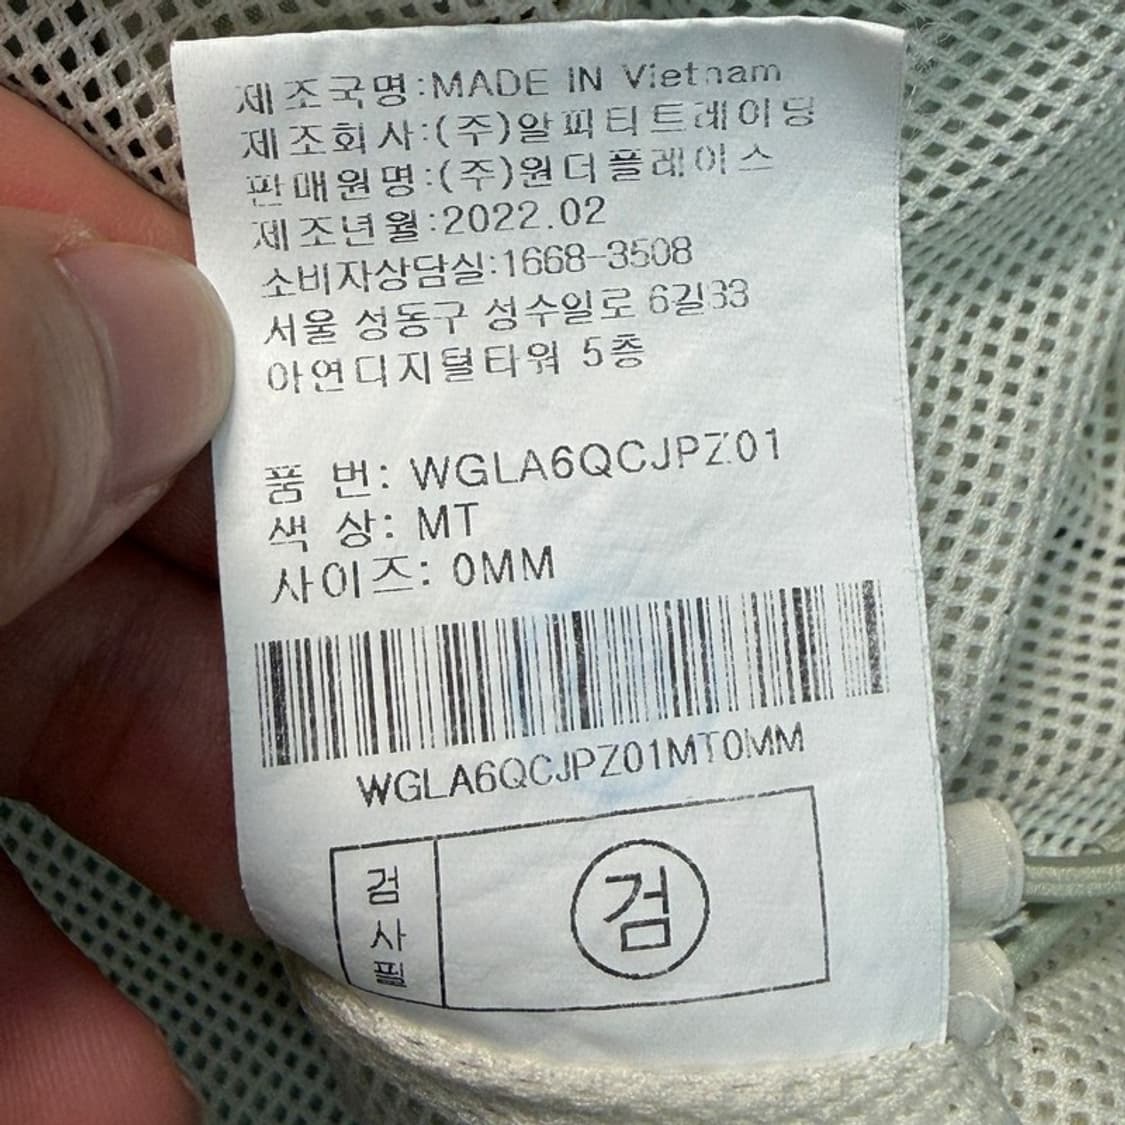 제조국명:MADE IN Vietnam
제조회사:(주)알피티트레이딩
판매원명:(주)원더플레이스
제조년월:2022.02
소비자상담실:1668-3508
서울 성동구 성수일로 6길33
아연디지털타워 5층
품 번: WGLA6QCJPZ01
색 상: MT
사이즈: 0MM
WGLA6QCJPZ01MT0MM
검사필
검